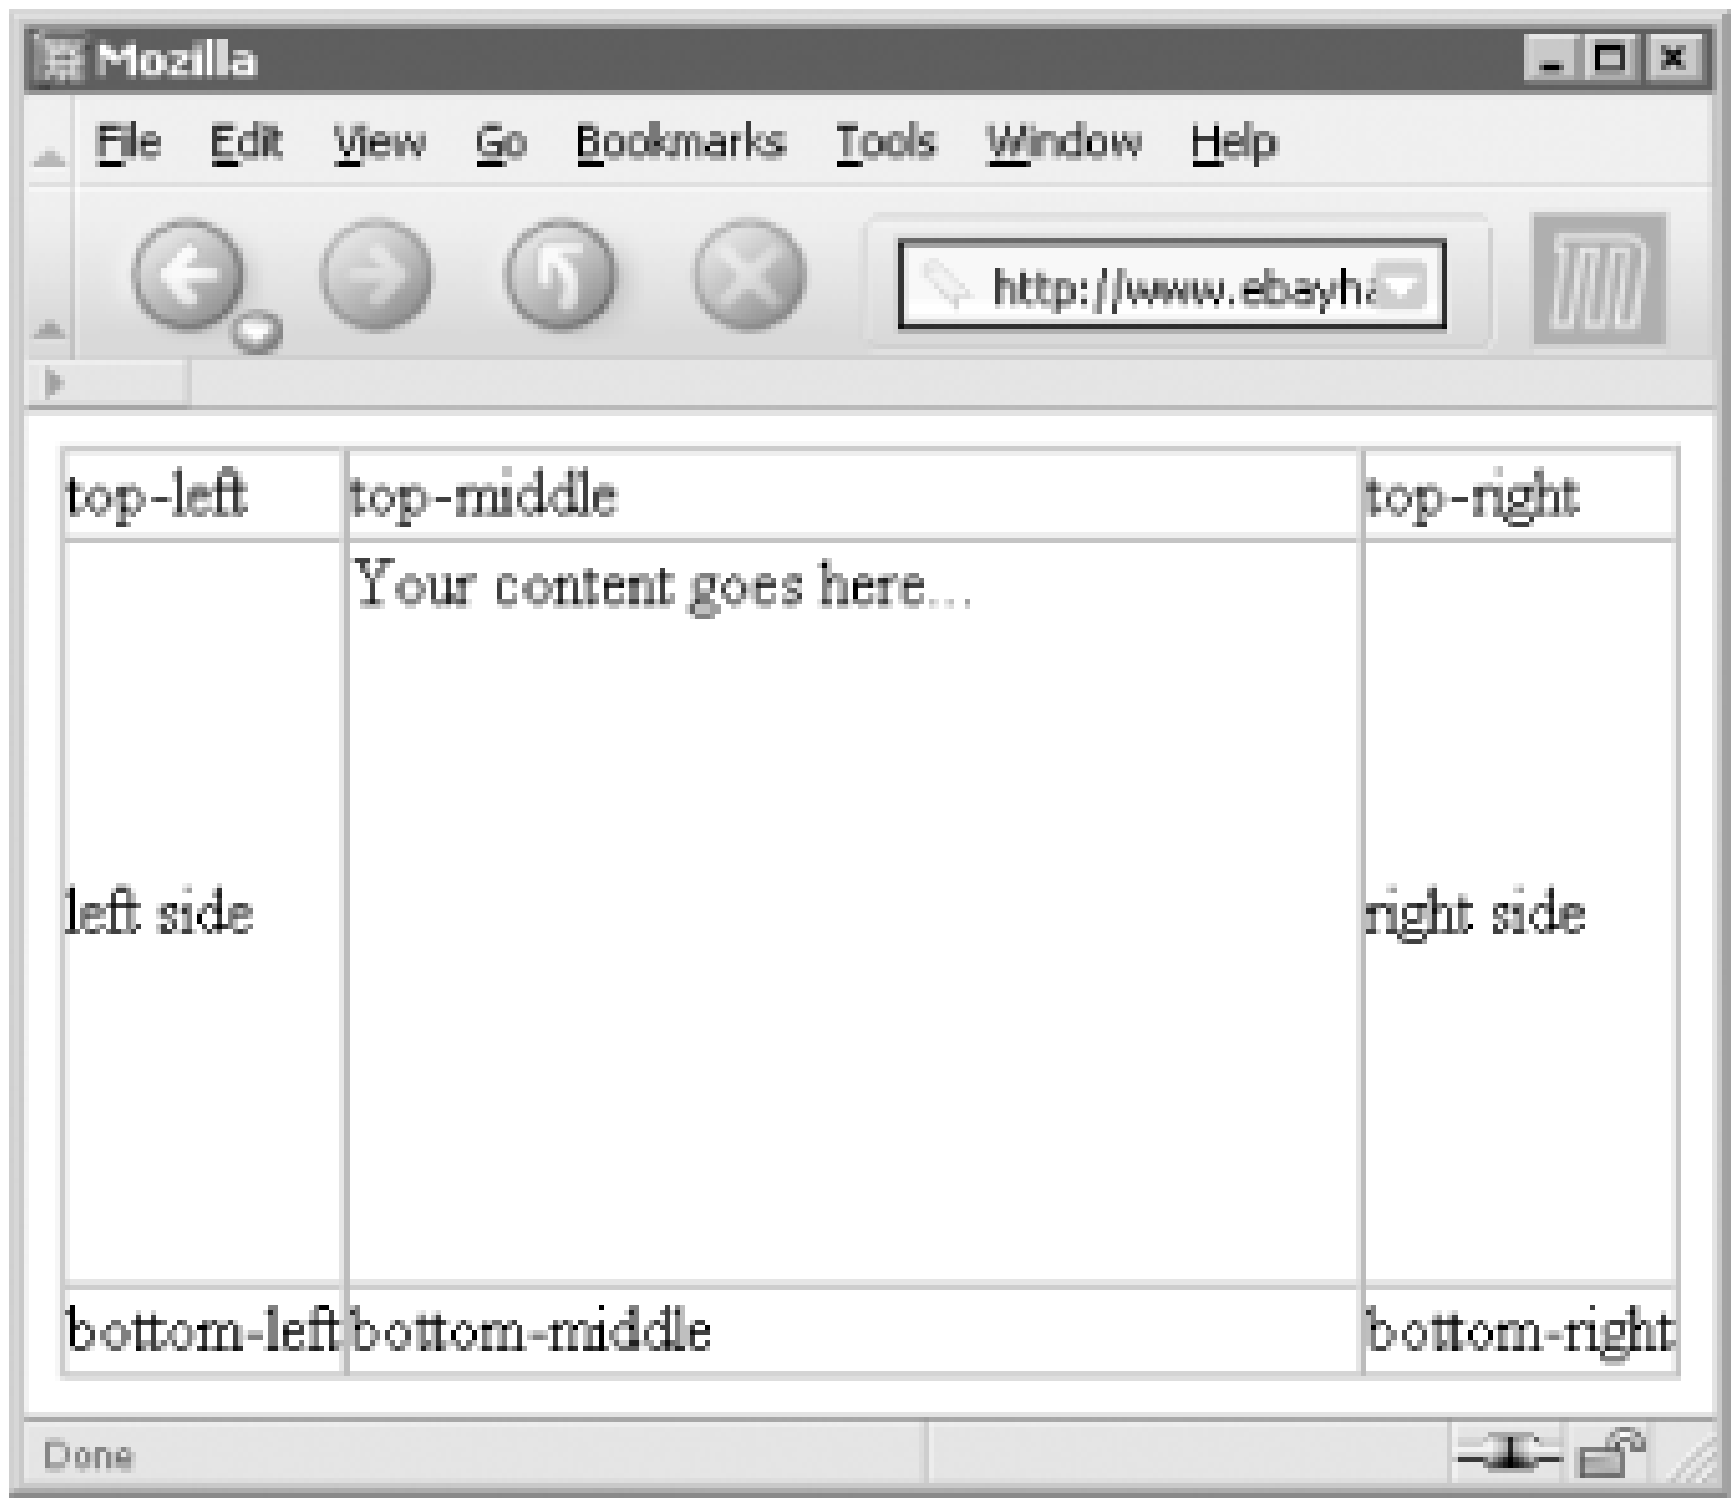 Mozilla
File Edit View Go Bookmarks Tools Window Help
http://www.ebayh
top-left top-middle top-right
Your content goes here...
left side right side
bottom-left bottom-middle bottom-right
Done